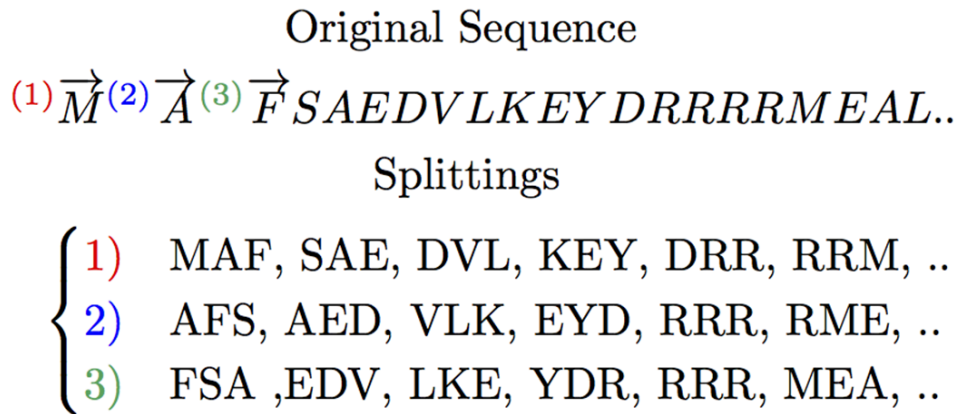 Original Sequence
(1) M (2) A (3) F S A E D V L K E Y D R R R R M E A L..
Splittings
1) MAF, SAE, DVL, KEY, DRR, RRM, ..
2) AFS, AED, VLK, EYD, RRR, RME, ..
3) FSA ,EDV, LKE, YDR, RRR, MEA, ..